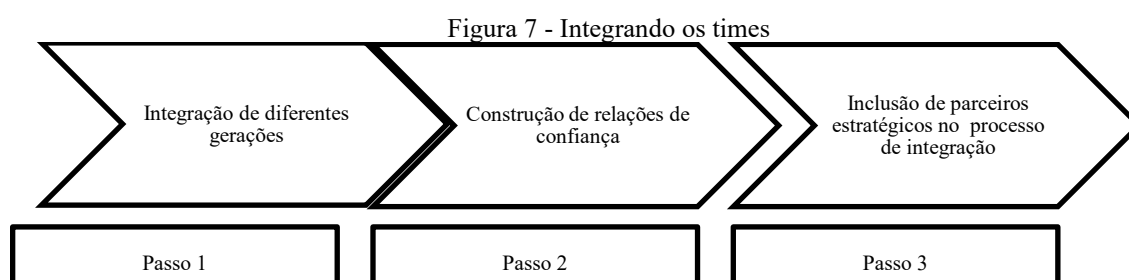 Figura 7 - Integrando os times
Integração de diferentes
gerações
Construção de relações de
confiança
Inclusão de parceiros
estratégicos no processo
de integração
Passo 1
Passo 2
Passo 3